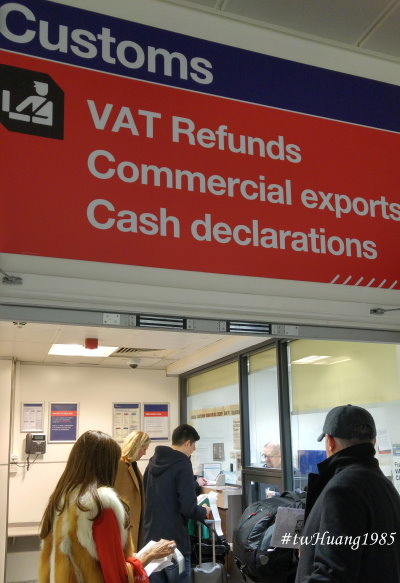 Customs
VAT Refunds
Commercial exports
Cash declarations
#twHuang1985